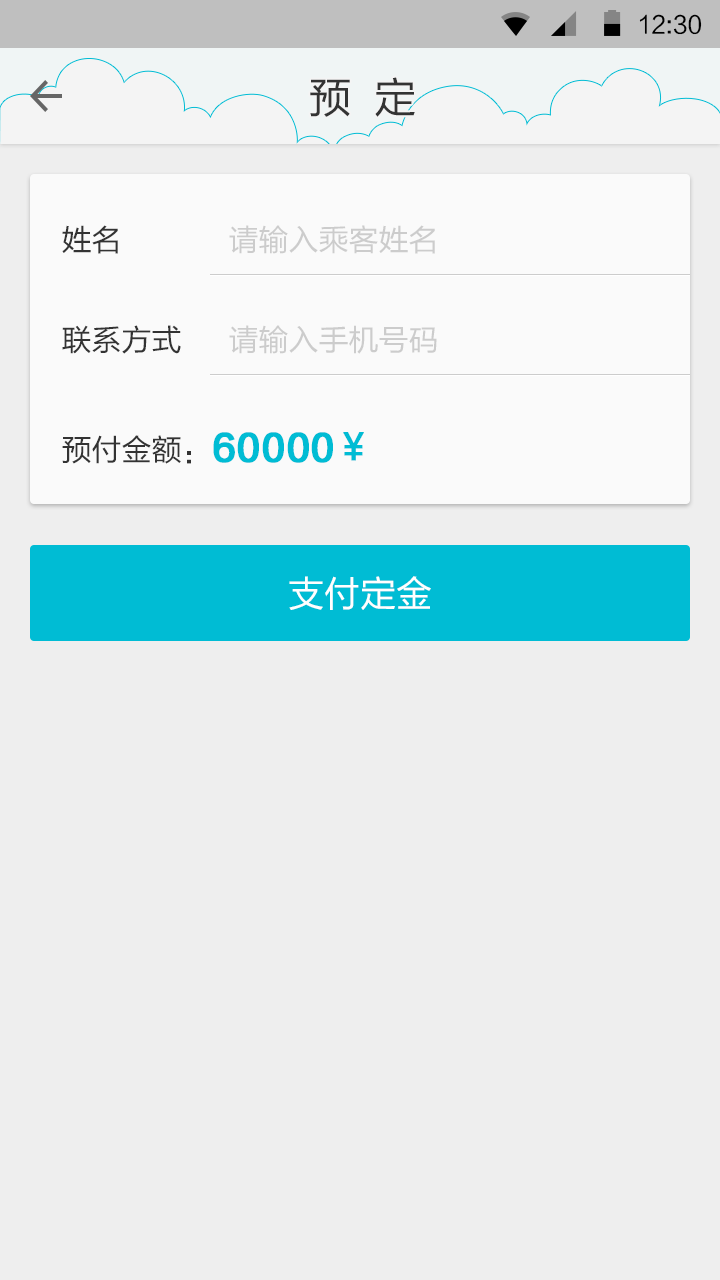 12:30
预 定
姓名 请输入乘客姓名
联系方式 请输入手机号码
预付金额：60000￥
支付定金